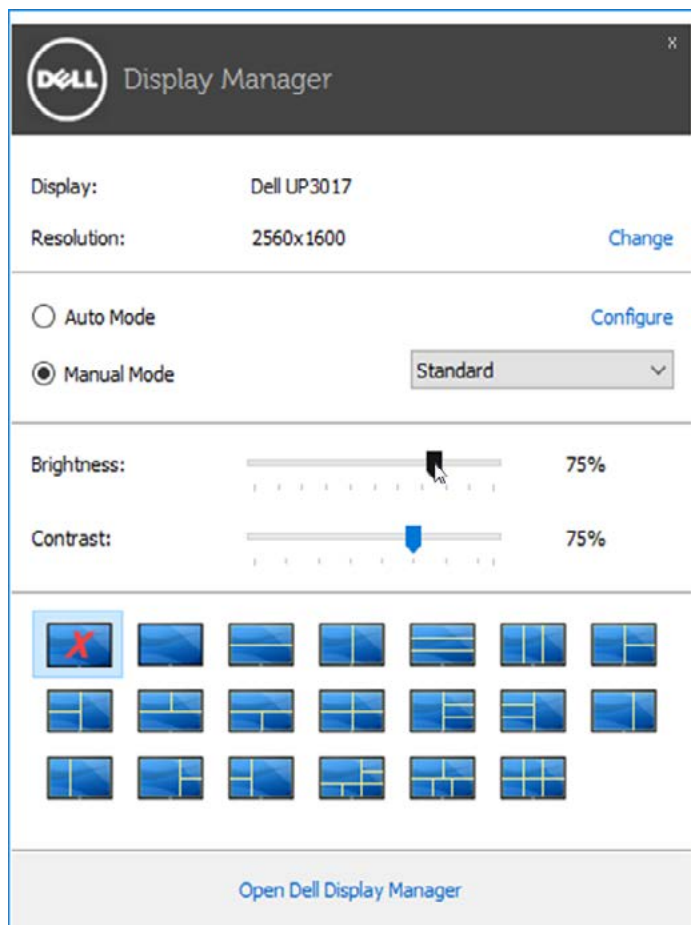 DELL Display Manager x
Display: Dell UP3017
Resolution: 2560x1600 Change
Auto Mode Configure
Manual Mode Standard
Brightness: 75%
Contrast: 75%
Open Dell Display Manager